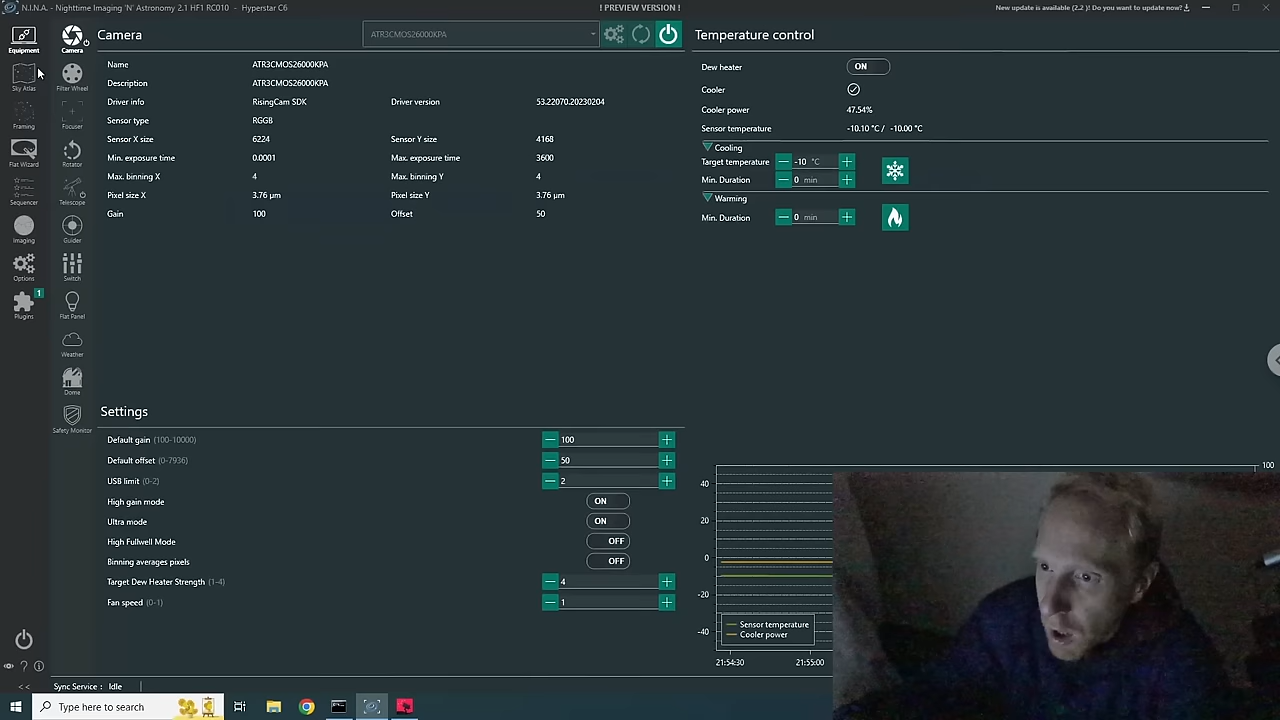 N.I.N.A. - Nighttime Imaging 'N' Astronomy 2.1 HF1 RC010 - Hyperstar C6
! PREVIEW VERSION !
New update is available (2.2 )! Do you want to update now?
Equipment
Sky Atlas
Framing
Flat Wizard
Sequencer
Imaging
Options
1
Plugins
Camera
Filter Wheel
Focuser
Rotator
Telescope
Guider
Switch
Flat Panel
Weather
Dome
Safety Monitor
Camera
ATR3CMOS26000KPA
Name ATR3CMOS26000KPA
Description ATR3CMOS26000KPA
Driver info RisingCam SDK Driver version 53.22070.20230204
Sensor type RGGB
Sensor X size 6224 Sensor Y size 4168
Min. exposure time 0.0001 Max. exposure time 3600
Max. binning X 4 Max. binning Y 4
Pixel size X 3.76 µm Pixel size Y 3.76 µm
Gain 100 Offset 50
Settings
Default gain (100-10000) 100
Default offset (0-7936) 50
USB limit (0-2) 2
High gain mode ON
Ultra mode ON
High Fullwell Mode OFF
Binning averages pixels OFF
Target Dew Heater Strength (1-4) 4
Fan speed (0-1) 1
Temperature control
Dew heater ON
Cooler
Cooler power 47.54%
Sensor temperature -10.10 °C / -10.00 °C
Cooling
Target temperature -10 °C
Min. Duration 0 min
Warming
Min. Duration 0 min
100
40
20
0
-20
-40
Sensor temperature
Cooler power
21:54:30 21:55:00
<<
Sync Service : Idle
Type here to search